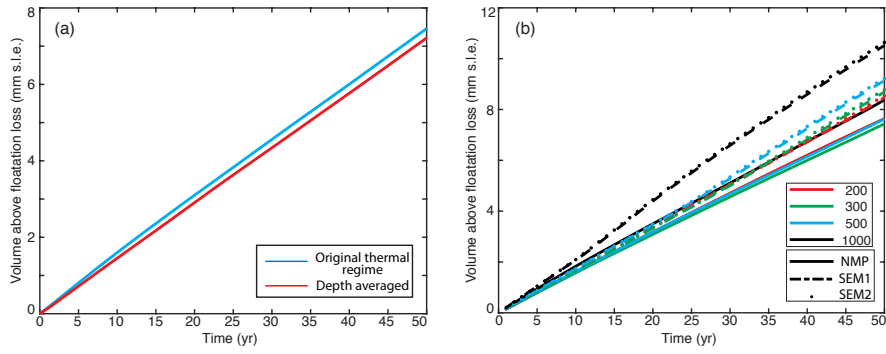 (a)
Volume above floatation loss (mm s.l.e.)
8
6
4
2
0
0 5 10 15 20 25 30 35 40 45 50
Time (yr)
Original thermal
regime
Depth averaged
(b)
Volume above floatation loss (mm s.l.e.)
12
8
4
0
0 5 10 15 20 25 30 35 40 45 50
Time (yr)
200
300
500
1000
NMP
SEM1
SEM2